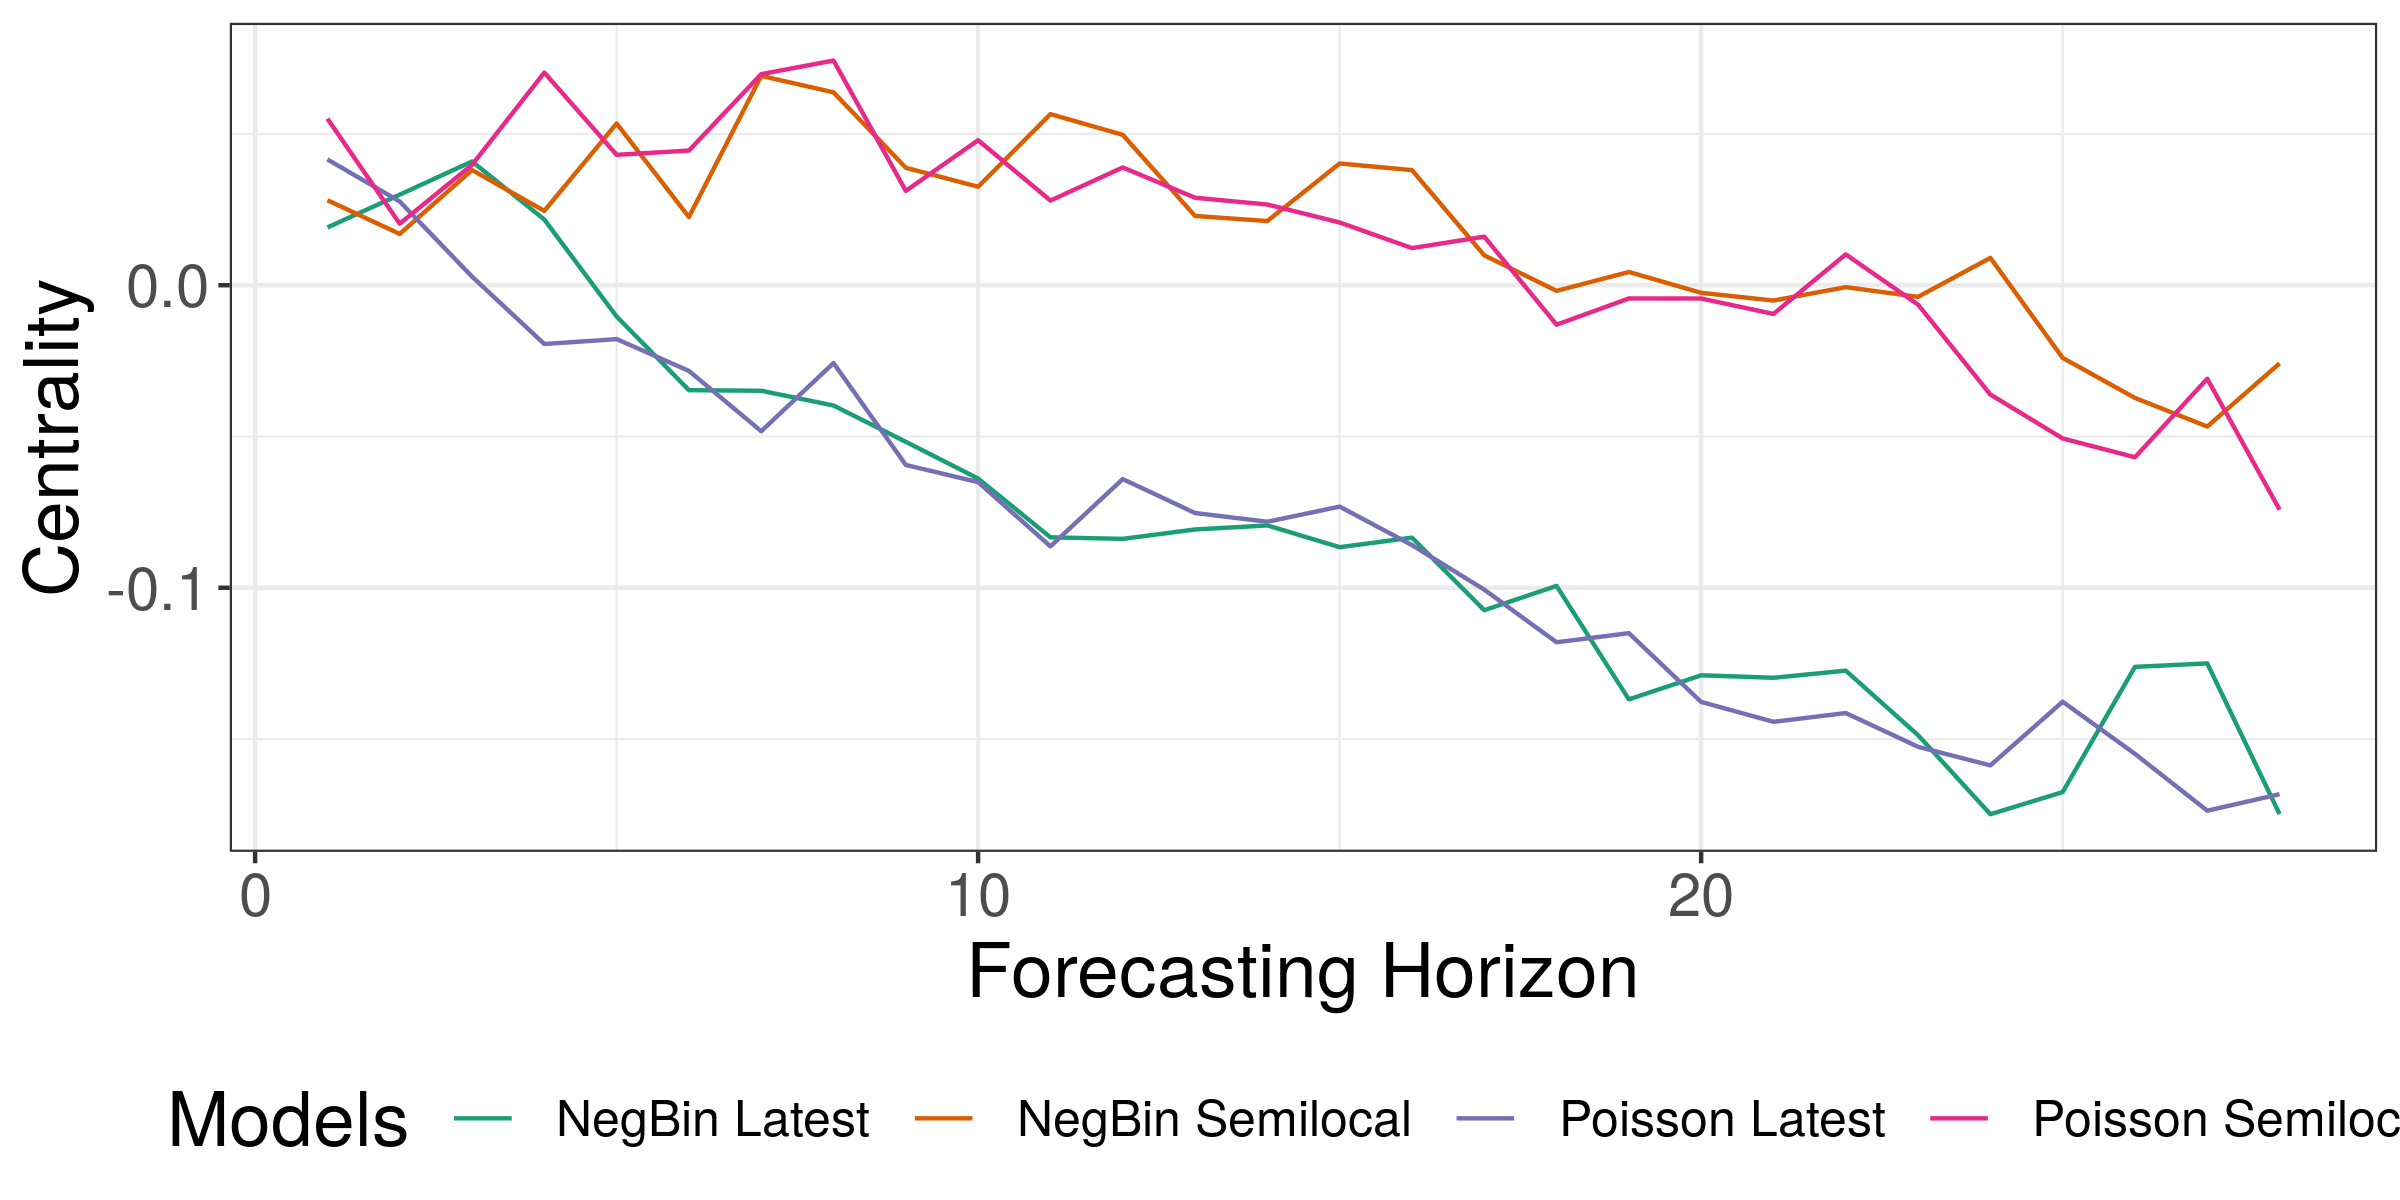 Centrality
0.0
-0.1
0 10 20
Forecasting Horizon
Models NegBin Latest NegBin Semilocal Poisson Latest Poisson Semiloc